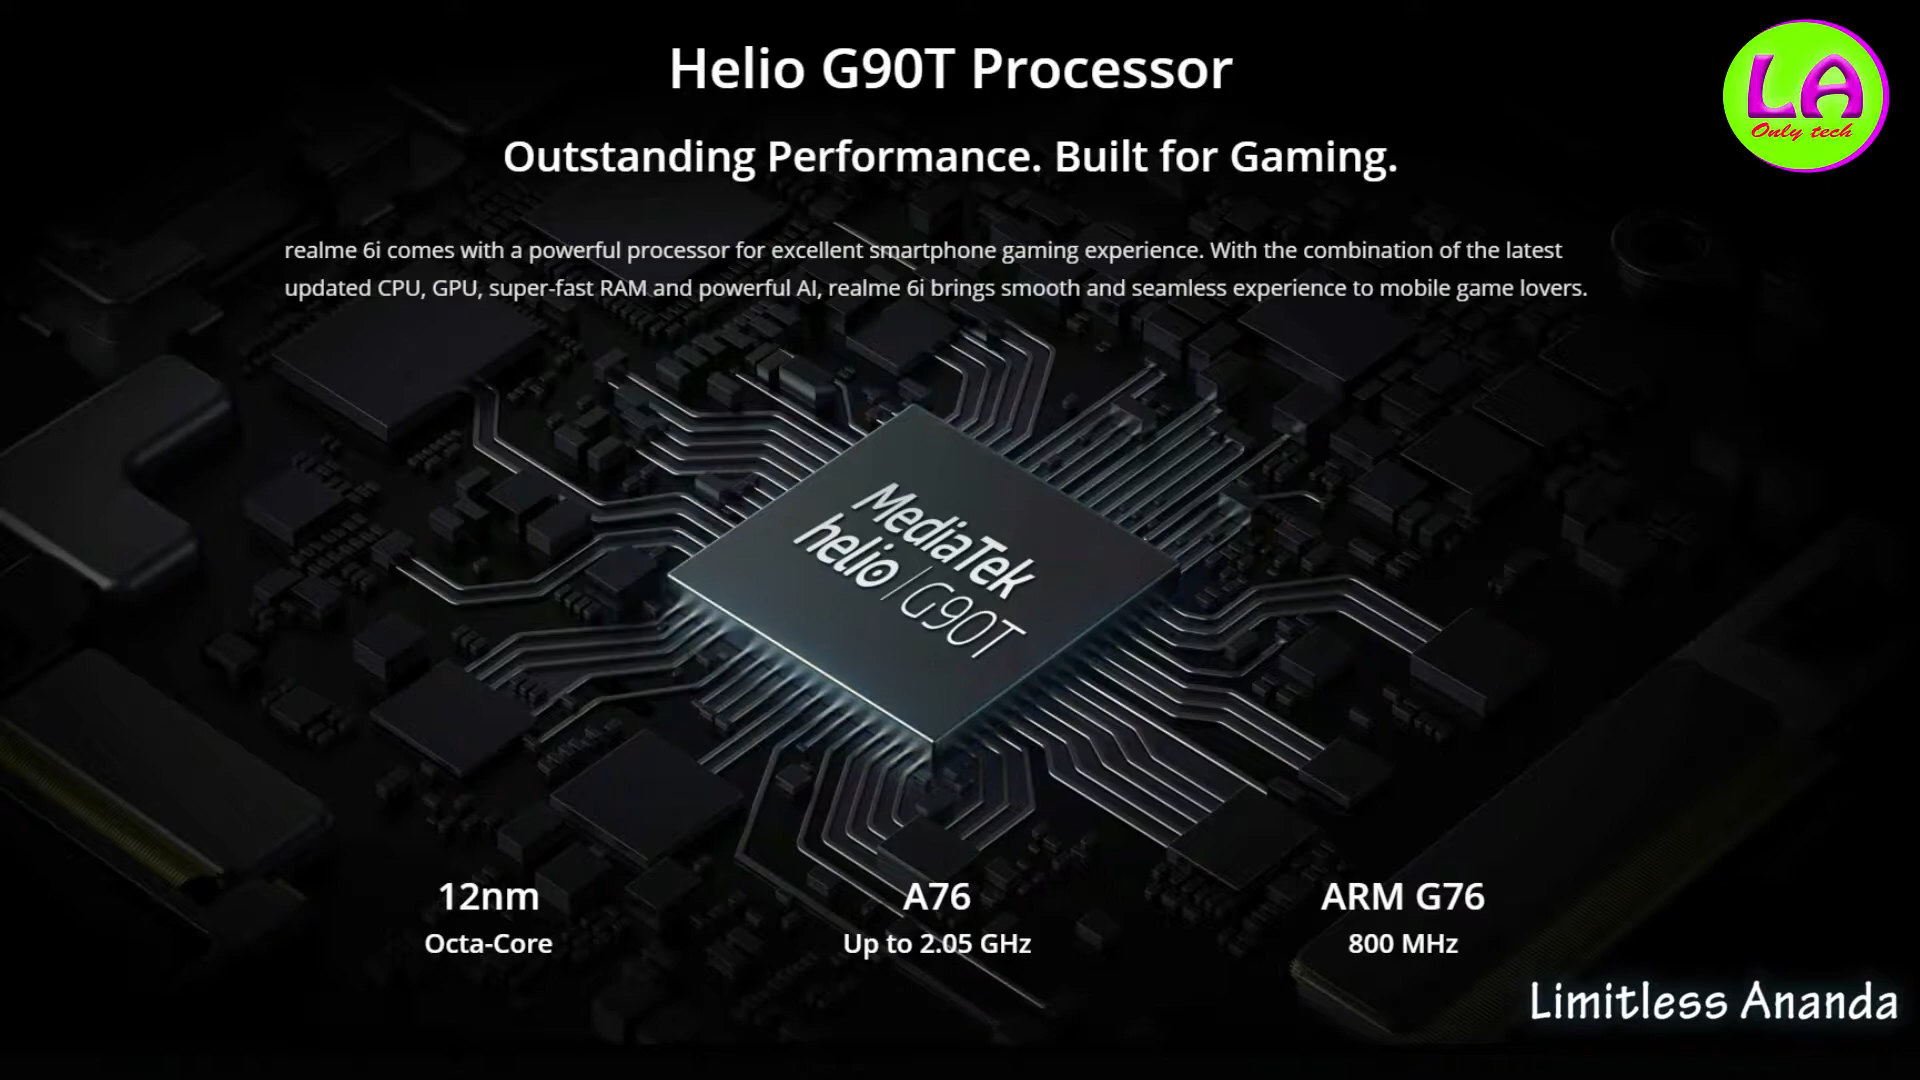 Helio G90T Processor
LA
Only tech
Outstanding Performance. Built for Gaming.
realme 6i comes with a powerful processor for excellent smartphone gaming experience. With the combination of the latest
updated CPU, GPU, super-fast RAM and powerful AI, realme 6i brings smooth and seamless experience to mobile game lovers.
MediaTek
helio | G90T
12nm
Octa-Core
A76
Up to 2.05 GHz
ARM G76
800 MHz
Limitless Ananda